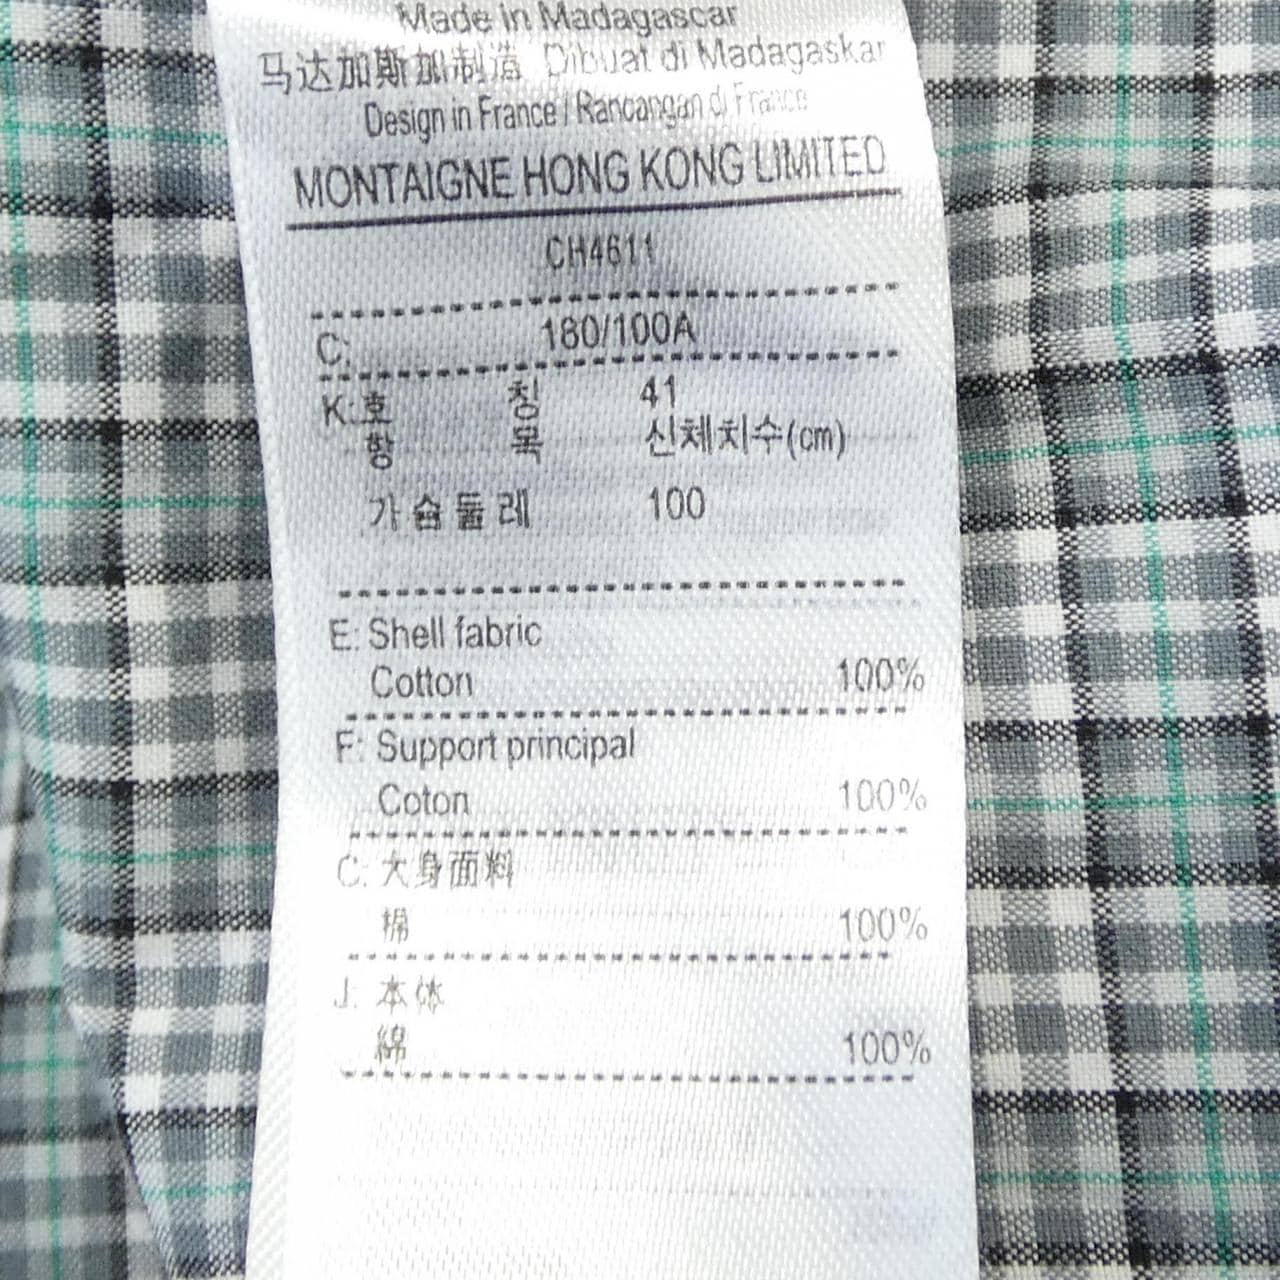 Made in Madagascar
马达加斯加制造 Dibuat di Madagaskar
Design in France / Rancangan di France
MONTAIGNE HONG KONG LIMITED
CH4611
C: 180/100A
K:호 칭 41
항 목 신체치수(cm)
가슴둘레 100
E: Shell fabric
Cotton 100%
F: Support principal
Coton 100%
C: 大身面料
棉 100%
J: 本体
綿 100%